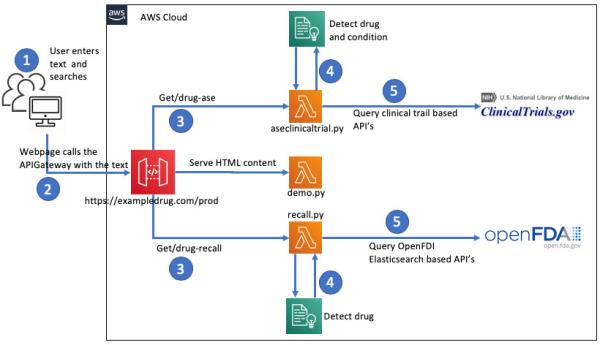 aws
AWS Cloud
1
User enters
text and
searches
Detect drug
and condition
4
Get/drug-ase
3
5
Query clinical trail based
API's
aseclinicaltrial.py
NIH U.S. National Library of Medicine
ClinicalTrials.gov
Webpage calls the
APIGateway with the text
2
</>
Serve HTML content
https://exampledrug.com/prod
demo.py
recall.py
Get/drug-recall
3
5
Query OpenFDI
Elasticsearch based API's
openFDA
open.fda.gov
4
Detect drug